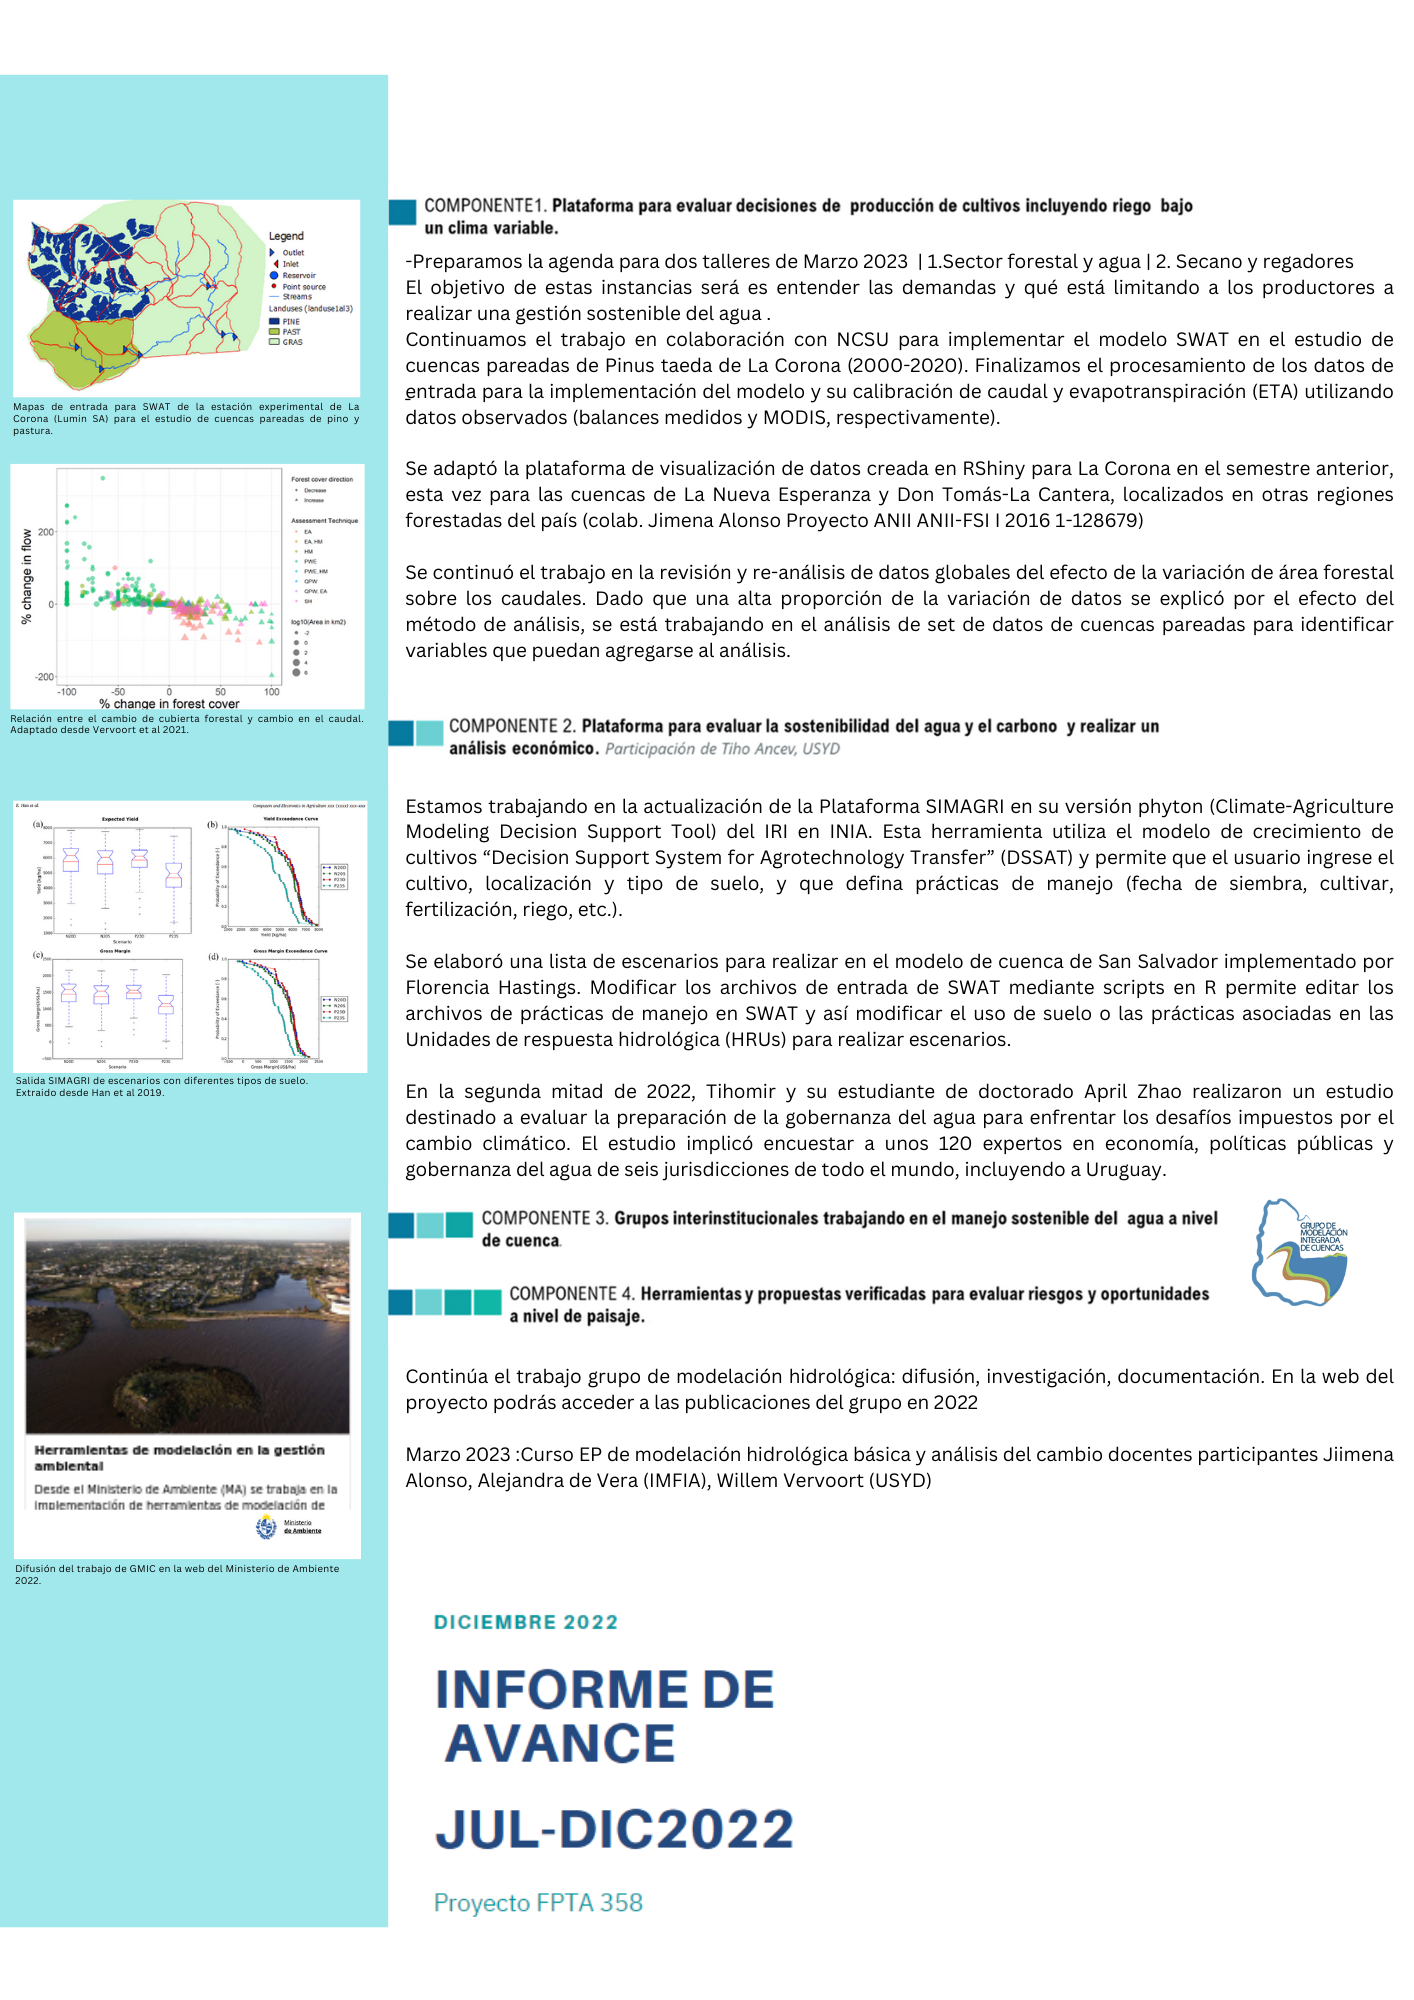 COMPONENTE1. Plataforma para evaluar decisiones de producción de cultivos incluyendo riego bajo
un clima variable.
-Preparamos la agenda para dos talleres de Marzo 2023 | 1.Sector forestal y agua | 2. Secano y regadores
El objetivo de estas instancias será es entender las demandas y qué está limitando a los productores a
realizar una gestión sostenible del agua .
Continuamos el trabajo en colaboración con NCSU para implementar el modelo SWAT en el estudio de
cuencas pareadas de Pinus taeda de La Corona (2000-2020). Finalizamos el procesamiento de los datos de
entrada para la implementación del modelo y su calibración de caudal y evapotranspiración (ETA) utilizando
datos observados (balances medidos y MODIS, respectivamente).
Se adaptó la plataforma de visualización de datos creada en RShiny para La Corona en el semestre anterior,
esta vez para las cuencas de La Nueva Esperanza y Don Tomás-La Cantera, localizados en otras regiones
forestadas del país (colab. Jimena Alonso Proyecto ANII ANII-FSI I 2016 1-128679)
Se continuó el trabajo en la revisión y re-análisis de datos globales del efecto de la variación de área forestal
sobre los caudales. Dado que una alta proporción de la variación de datos se explicó por el efecto del
método de análisis, se está trabajando en el análisis de set de datos de cuencas pareadas para identificar
variables que puedan agregarse al análisis.
Legend
Outlet
Inlet
Reservoir
Point source
Streams
Landuses (landuse1al3)
PINE
PAST
GRAS
Mapas de entrada para SWAT de la estación experimental de La
Corona (Lumin SA) para el estudio de cuencas pareadas de pino y
pastura.
% change in flow
200
0
-200
-100 -50 0 50 100
% change in forest cover
Forest cover direction
Decrease
Increase
Assessment Technique
EA
EA, HM
HM
PWE
PWE, HM
QPW
QPW, EA
SH
log10(Area in km2)
-2
0
2
4
6
Relación entre el cambio de cubierta forestal y cambio en el caudal.
Adaptado desde Vervoort et al 2021.
COMPONENTE 2. Plataforma para evaluar la sostenibilidad del agua y el carbono y realizar un
análisis económico. Participación de Tiho Ancev, USYD
Estamos trabajando en la actualización de la Plataforma SIMAGRI en su versión phyton (Climate-Agriculture
Modeling Decision Support Tool) del IRI en INIA. Esta herramienta utiliza el modelo de crecimiento de
cultivos “Decision Support System for Agrotechnology Transfer” (DSSAT) y permite que el usuario ingrese el
cultivo, localización y tipo de suelo, y que defina prácticas de manejo (fecha de siembra, cultivar,
fertilización, riego, etc.).
Se elaboró una lista de escenarios para realizar en el modelo de cuenca de San Salvador implementado por
Florencia Hastings. Modificar los archivos de entrada de SWAT mediante scripts en R permite editar los
archivos de prácticas de manejo en SWAT y así modificar el uso de suelo o las prácticas asociadas en las
Unidades de respuesta hidrológica (HRUs) para realizar escenarios.
En la segunda mitad de 2022, Tihomir y su estudiante de doctorado April Zhao realizaron un estudio
destinado a evaluar la preparación de la gobernanza del agua para enfrentar los desafíos impuestos por el
cambio climático. El estudio implicó encuestar a unos 120 expertos en economía, políticas públicas y
gobernanza del agua de seis jurisdicciones de todo el mundo, incluyendo a Uruguay.
E. Han et al.
Computers and Electronics in Agriculture xxx (xxxx) xxx-xxx
(a)
Expected Yield
Yield [kg/ha]
Scenario
(b)
Yield Exceedance Curve
Probability of Exceedance [-]
Yield [kg/ha]
(c)
Gross Margin
Scenario
(d)
Gross Margin Exceedance Curve
Probability of Exceedance [-]
Salida SIMAGRI de escenarios con diferentes tipos de suelo.
Extraido desde Han et al 2019.
COMPONENTE 3. Grupos interinstitucionales trabajando en el manejo sostenible del agua a nivel
de cuenca.
GRUPO DE
MODELACIÓN
INTEGRADA
DE CUENCAS
COMPONENTE 4. Herramientas y propuestas verificadas para evaluar riesgos y oportunidades
a nivel de paisaje.
Continúa el trabajo grupo de modelación hidrológica: difusión, investigación, documentación. En la web del
proyecto podrás acceder a las publicaciones del grupo en 2022
Marzo 2023 :Curso EP de modelación hidrológica básica y análisis del cambio docentes participantes Jiimena
Alonso, Alejandra de Vera (IMFIA), Willem Vervoort (USYD)
Herramientas de modelación en la gestión
ambiental
Desde el Ministerio de Ambiente (MA) se trabaja en la
implementación de herramientas de modelación de
Ministerio
de Ambiente
Difusión del trabajo de GMIC en la web del Ministerio de Ambiente
2022.
DICIEMBRE 2022
INFORME DE
AVANCE
JUL-DIC2022
Proyecto FPTA 358